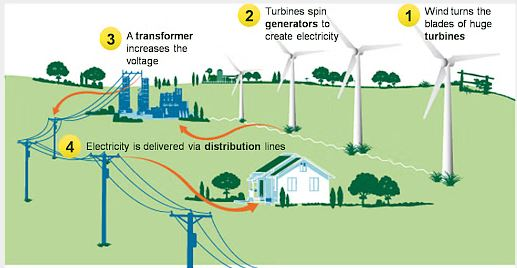 1
Wind turns the
blades of huge
turbines
2
Turbines spin
generators to
create electricity
3
A transformer
increases the
voltage
4
Electricity is delivered via distribution lines